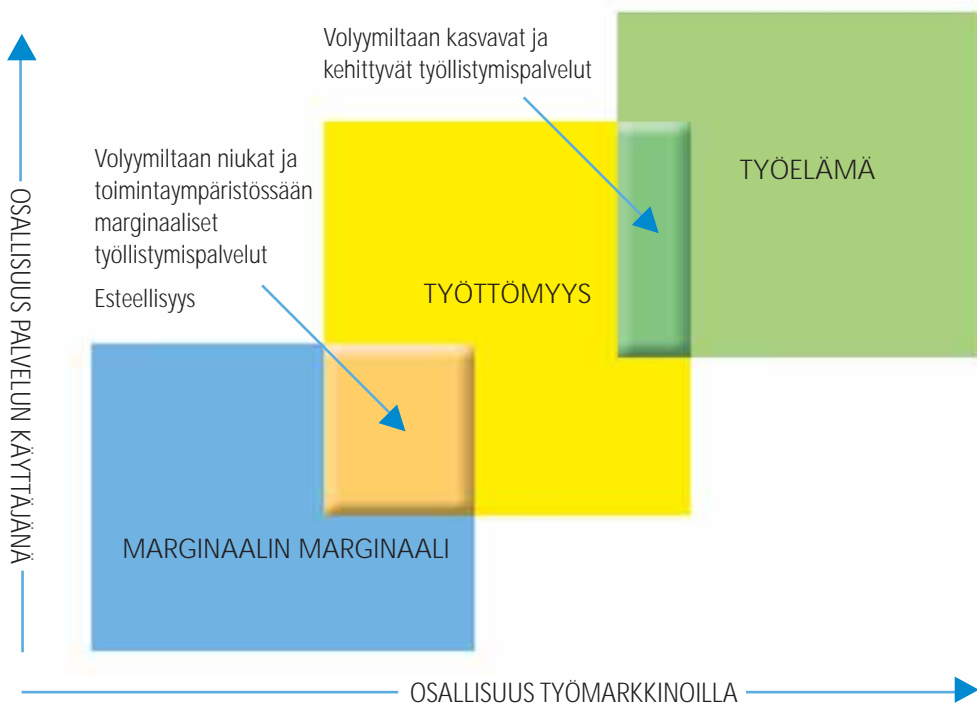 Volyymiltaan kasvavat ja
kehittyvät työllistymispalvelut
TYÖELÄMÄ
Volyymiltaan niukat ja
toimintaympäristössään
marginaaliset
työllistymispalvelut
Esteellisyys
TYÖTTÖMYYS
MARGINAALIN MARGINAALI
OSALLISUUS PALVELUN KÄYTTÄJÄNÄ
OSALLISUUS TYÖMARKKINOILLA